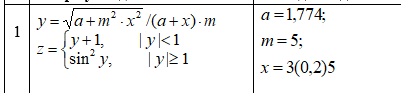 1
y = √(a + m² · x²) / (a + x) · m
z = { y + 1, | y | < 1
sin² y, | y | ≥ 1
a = 1,774;
m = 5;
x = 3(0,2)5